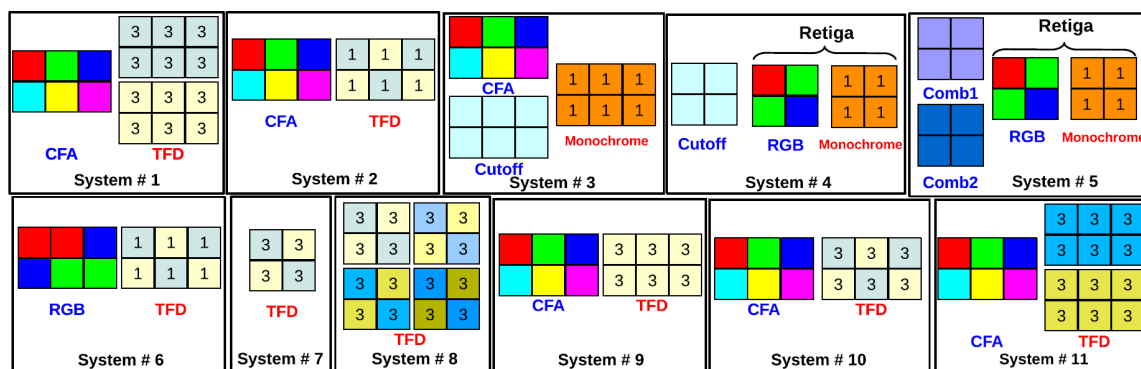 3 3 3
3 3 3
3 3 3
3 3 3
CFA
TFD
System # 1
1 1 1
1 1 1
CFA
TFD
System # 2
CFA
Cutoff
1 1 1
1 1 1
Monochrome
System # 3
Retiga
Cutoff
RGB
1 1
1 1
Monochrome
System # 4
Retiga
Comb1
Comb2
RGB
1 1
1 1
Monochrome
System # 5
1 1 1
1 1 1
RGB
TFD
System # 6
3 3
3 3
TFD
System # 7
3 3 3 3
3 3 3 3
3 3 3 3
3 3 3 3
TFD
System # 8
3 3 3
3 3 3
CFA
TFD
System # 9
3 3 3
3 3 3
CFA
TFD
System # 10
3 3 3
3 3 3
3 3 3
3 3 3
CFA
TFD
System # 11